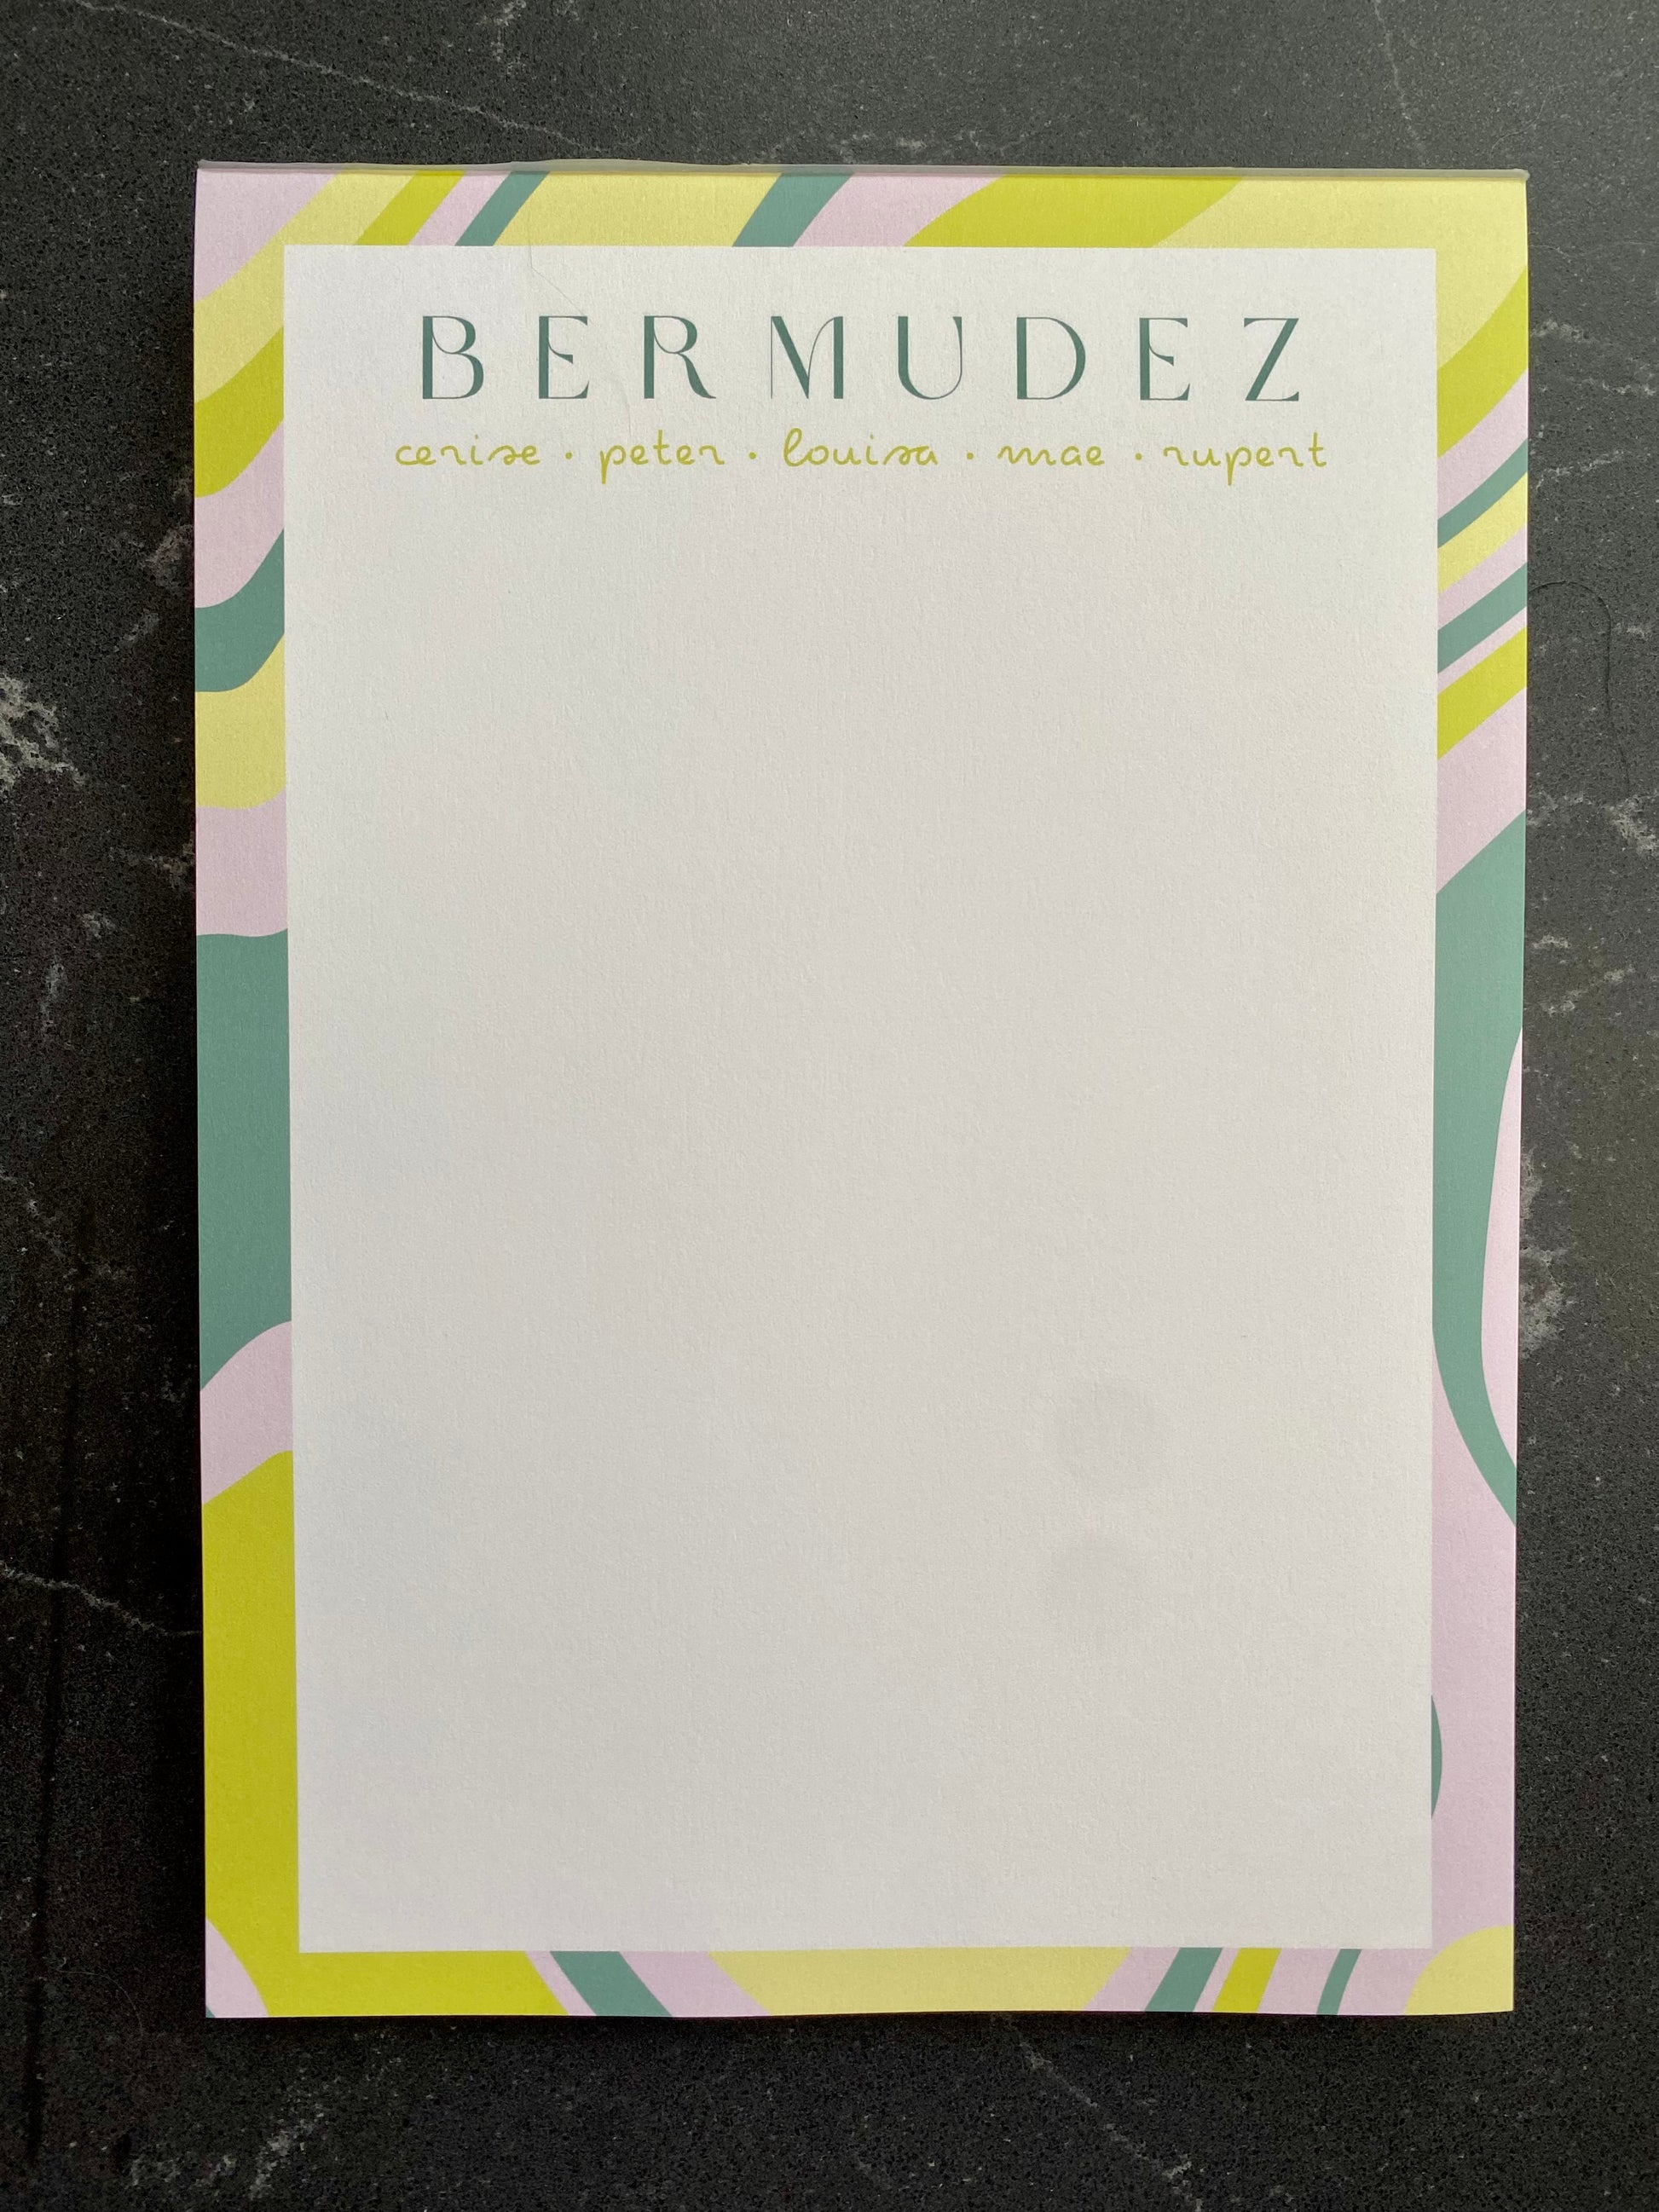 BERMUDEZ
cerise · peter · louisa · mae · rupert